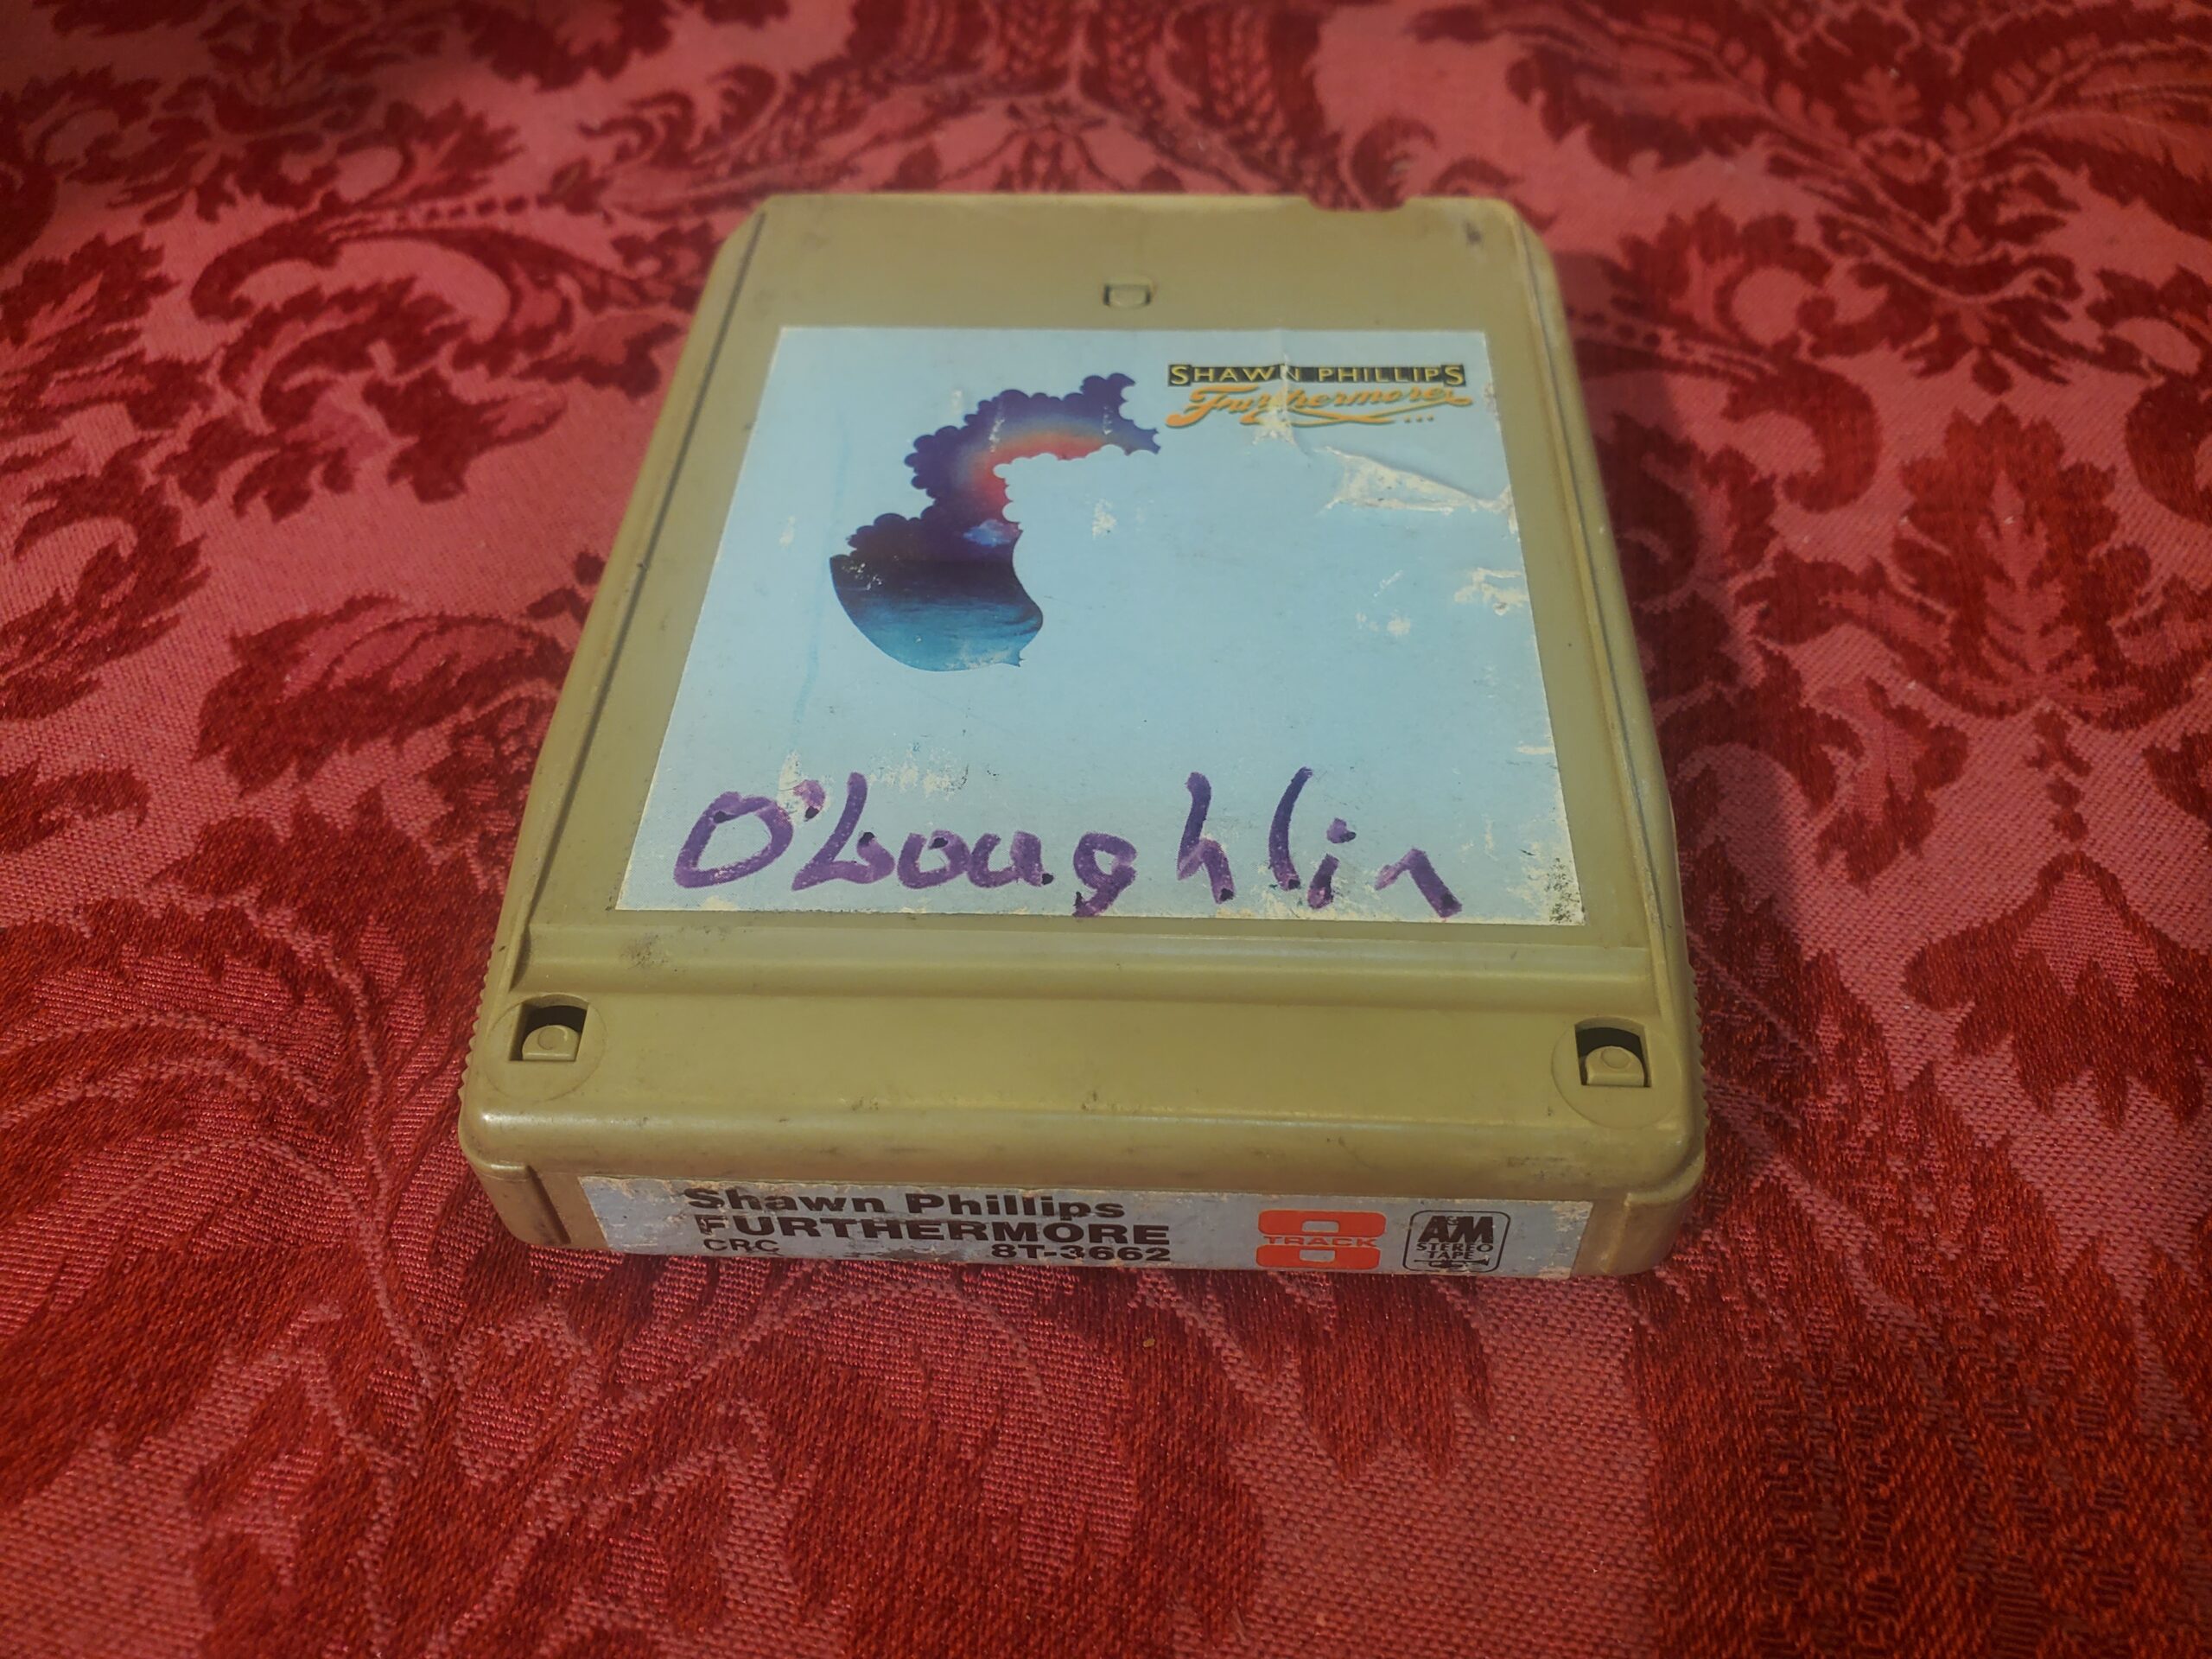 SHAWN PHILLIPS
Furthermore...
O'Loughlin
Shawn Phillips
FURTHERMORE
CRC 8T-3662
8 TRACK
A&M
STEREO
TAPE